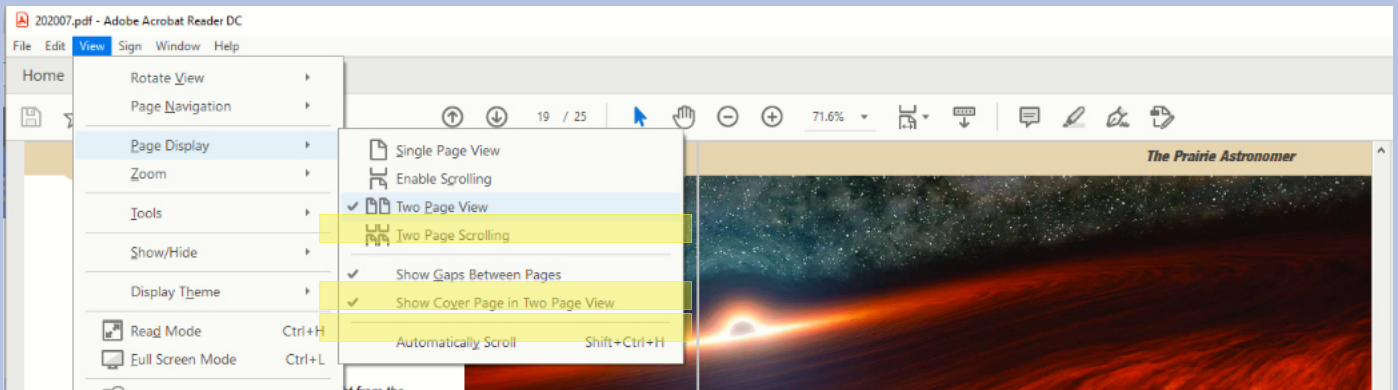 202007.pdf - Adobe Acrobat Reader DC
File Edit View Sign Window Help
Home
19 / 25
71.6%
The Prairie Astronomer
Rotate View
Page Navigation
Page Display
Zoom
Tools
Show/Hide
Display Theme
Read Mode Ctrl+H
Full Screen Mode Ctrl+L
Single Page View
Enable Scrolling
Two Page View
Two Page Scrolling
Show Gaps Between Pages
Show Cover Page in Two Page View
Automatically Scroll Shift+Ctrl+H
from the